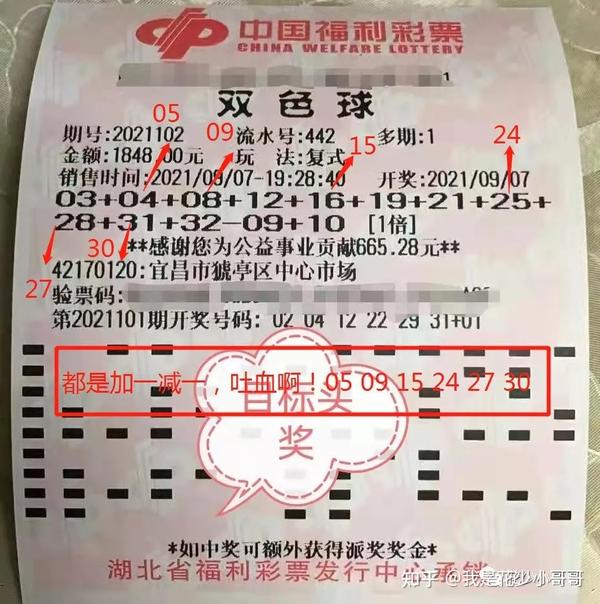 中国福利彩票
CHINA WELFARE LOTTERY
双色球
05
期号:2021102 09 流水号:442 多期:1 24
金额:1848.00元 玩 法:复式 15
销售时间:2021/09/07-19:28:40 开奖:2021/09/07
03+04+08+12+16+19+21+25+
28+31+32-09+10 [1倍]
30 **感谢您为公益事业贡献665.28元**
27 42170120:宜昌市猇亭区中心市场
验票码:
第2021101期开奖号码: 02 04 12 22 29 31+01
都是加一减一，吐血啊！05 09 15 24 27 30
目标头
奖
*如中奖可额外获得派奖奖金*
湖北省福利彩票发行中心承销
知乎 @我是花少小哥哥